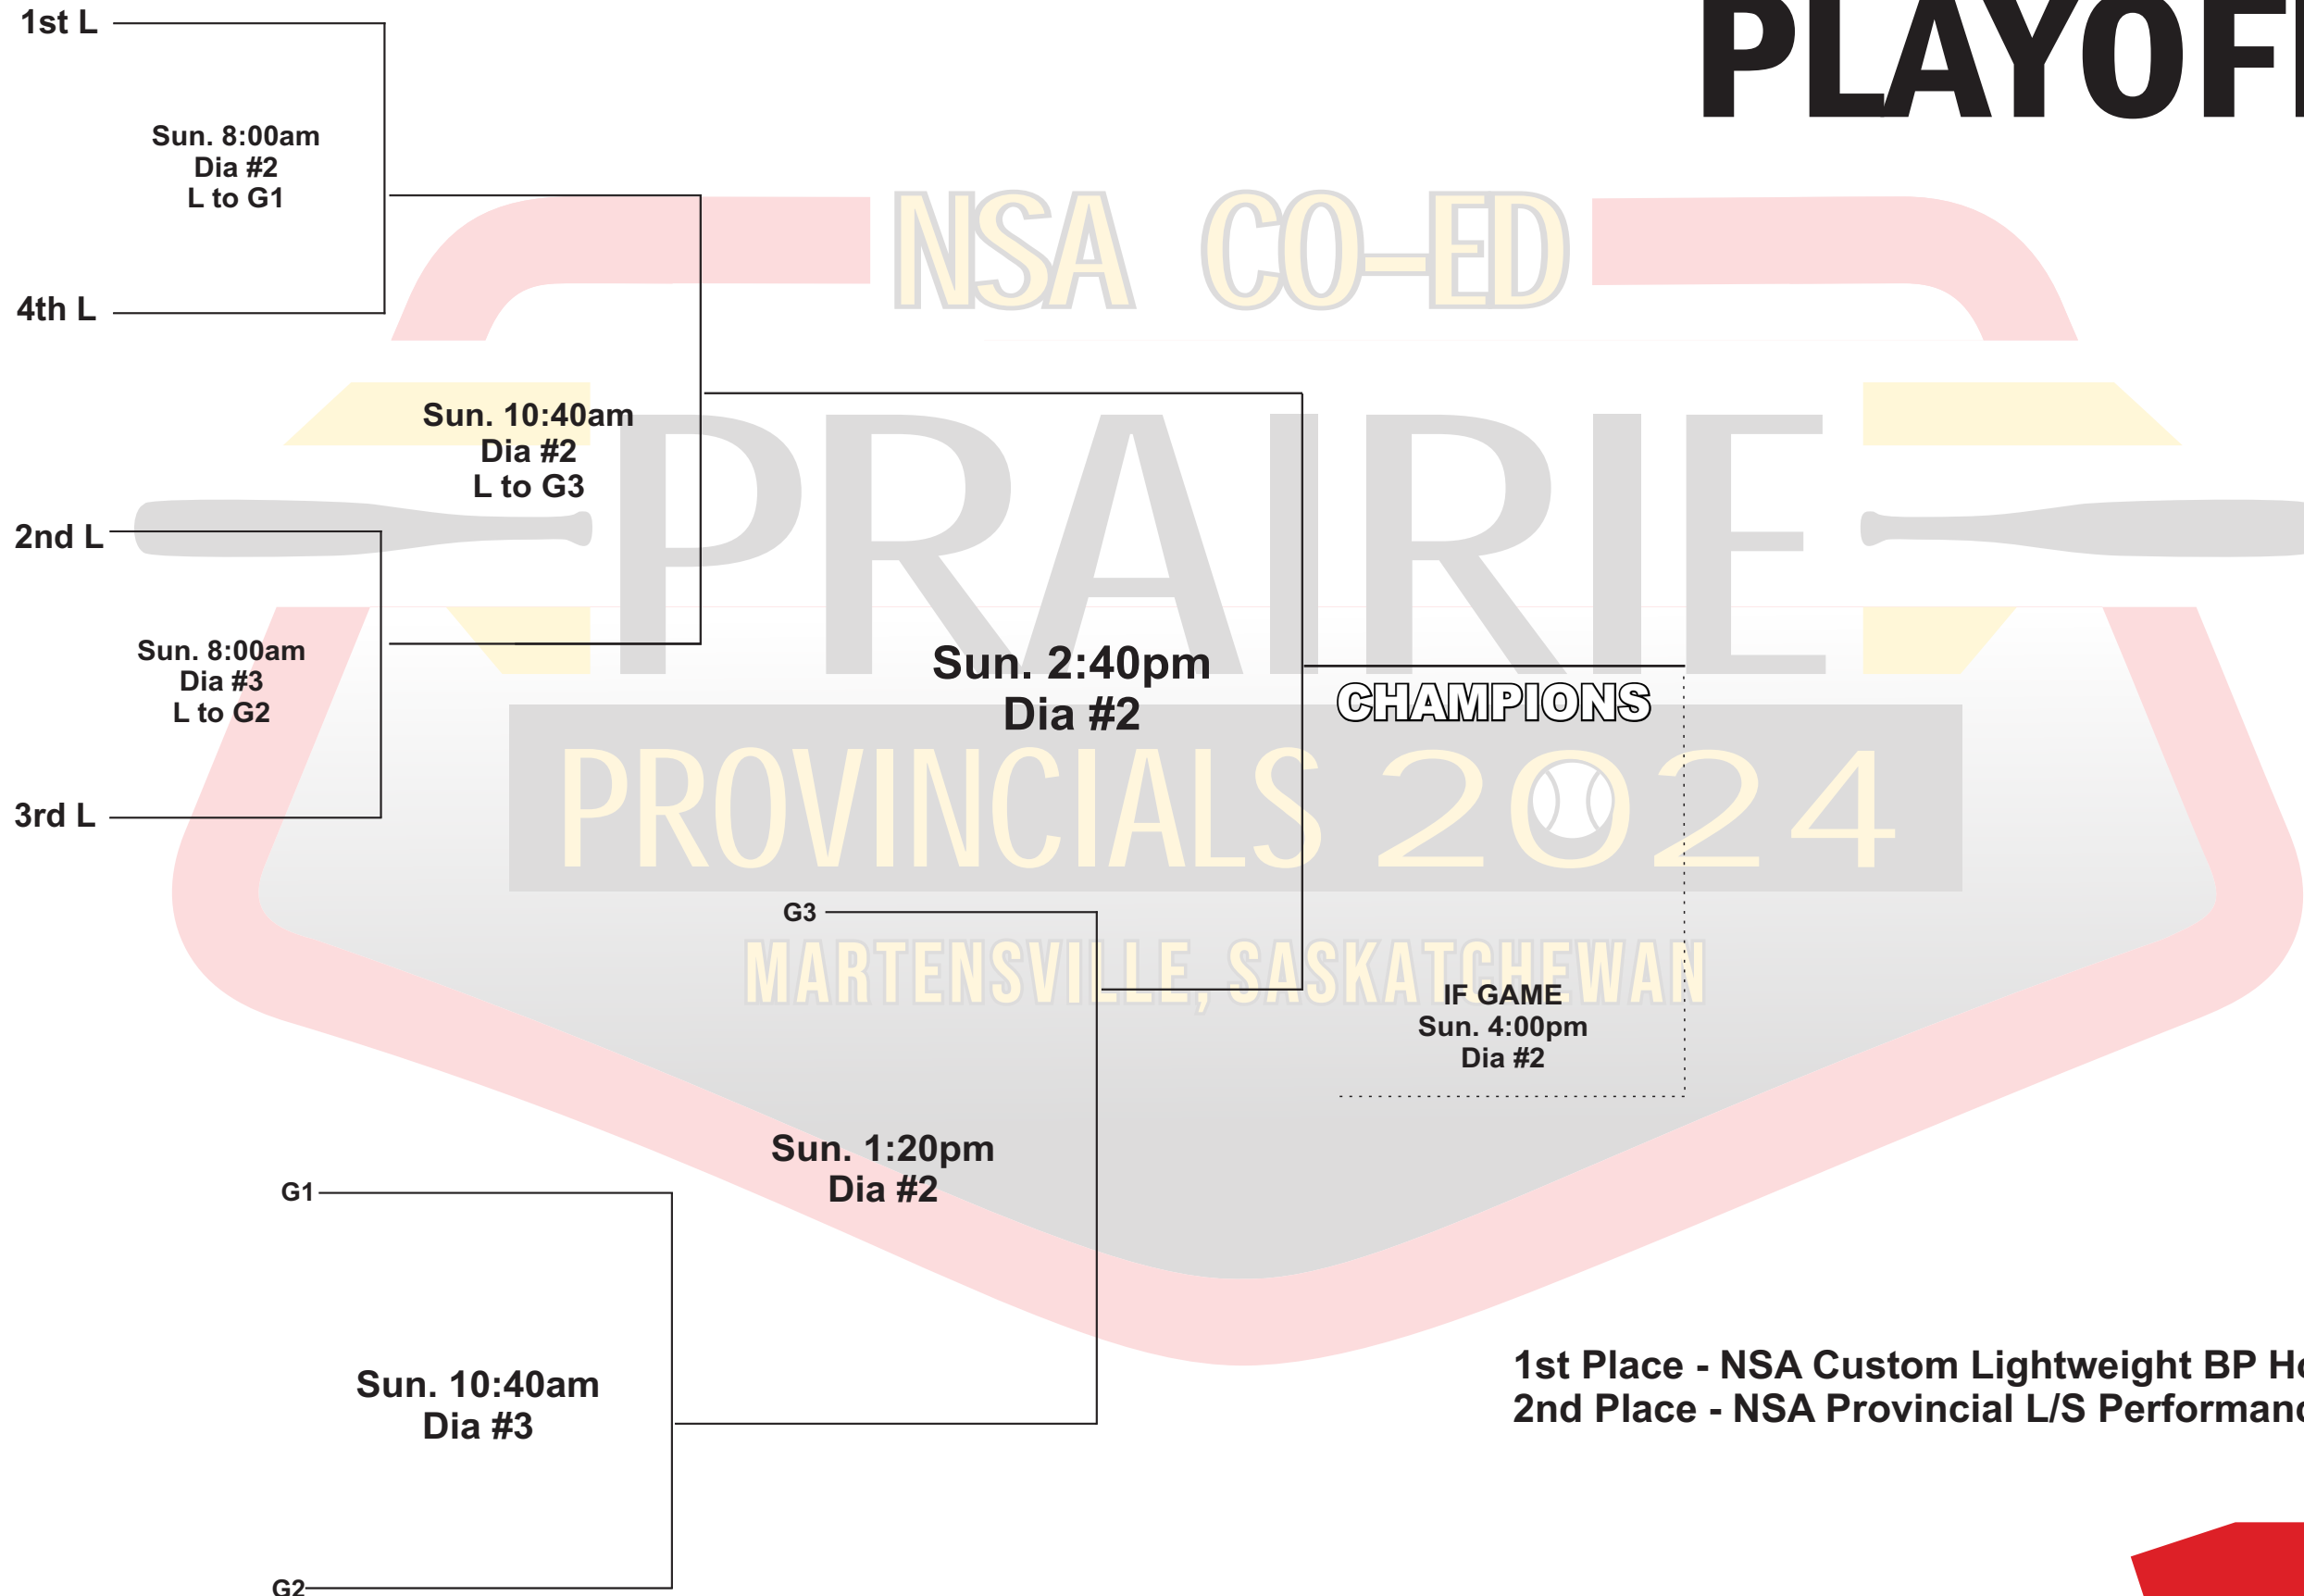 PLAYOF
1st L
Sun. 8:00am
Dia #2
L to G1
4th L
NSA CO-ED
PRAIRIE
PROVINCIALS 2024
MARTENSVILLE, SASKATCHEWAN
Sun. 10:40am
Dia #2
L to G3
2nd L
Sun. 8:00am
Dia #3
L to G2
3rd L
Sun. 2:40pm
Dia #2
CHAMPIONS
G3
IF GAME
Sun. 4:00pm
Dia #2
Sun. 1:20pm
Dia #2
G1
Sun. 10:40am
Dia #3
G2
1st Place - NSA Custom Lightweight BP
2nd Place - NSA Provincial L/S